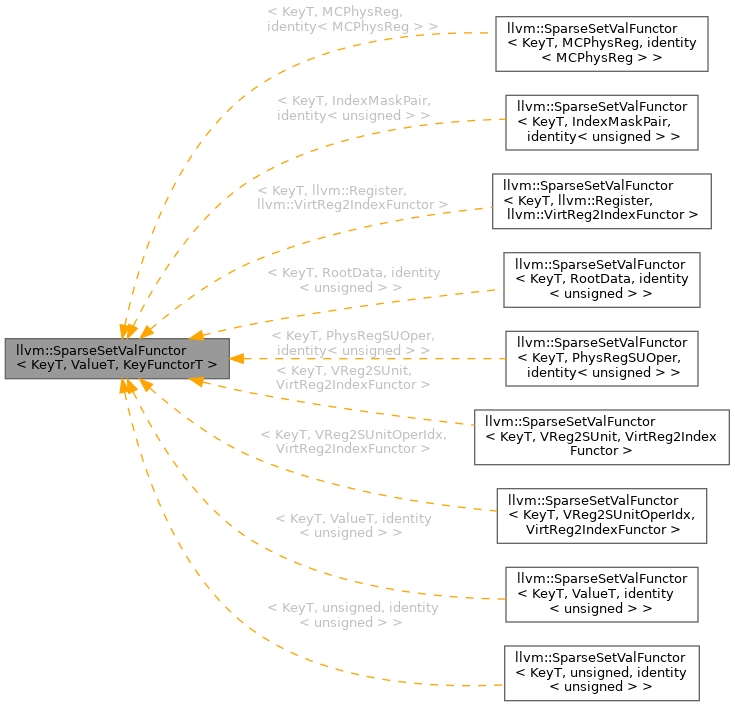 < KeyT, MCPhysReg,
identity< MCPhysReg > >
llvm::SparseSetValFunctor
< KeyT, MCPhysReg, identity
< MCPhysReg > >
< KeyT, IndexMaskPair,
identity< unsigned > >
llvm::SparseSetValFunctor
< KeyT, IndexMaskPair,
identity< unsigned > >
< KeyT, llvm::Register,
llvm::VirtReg2IndexFunctor >
llvm::SparseSetValFunctor
< KeyT, llvm::Register,
llvm::VirtReg2IndexFunctor >
< KeyT, RootData, identity
< unsigned > >
llvm::SparseSetValFunctor
< KeyT, RootData, identity
< unsigned > >
llvm::SparseSetValFunctor
< KeyT, ValueT, KeyFunctorT >
< KeyT, PhysRegSUOper,
identity< unsigned > >
llvm::SparseSetValFunctor
< KeyT, PhysRegSUOper,
identity< unsigned > >
< KeyT, VReg2SUnit,
VirtReg2IndexFunctor >
llvm::SparseSetValFunctor
< KeyT, VReg2SUnit, VirtReg2Index
Functor >
< KeyT, VReg2SUnitOperIdx,
VirtReg2IndexFunctor >
llvm::SparseSetValFunctor
< KeyT, VReg2SUnitOperIdx,
VirtReg2IndexFunctor >
< KeyT, ValueT, identity
< unsigned > >
llvm::SparseSetValFunctor
< KeyT, ValueT, identity
< unsigned > >
< KeyT, unsigned, identity
< unsigned > >
llvm::SparseSetValFunctor
< KeyT, unsigned, identity
< unsigned > >